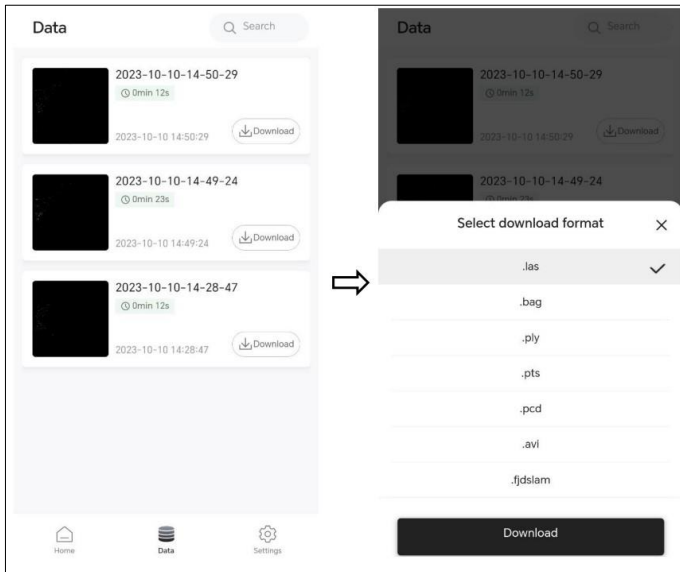 Data
Search
2023-10-10-14-50-29
0min 12s
2023-10-10 14:50:29
Download
2023-10-10-14-49-24
0min 23s
2023-10-10 14:49:24
Download
2023-10-10-14-28-47
0min 12s
2023-10-10 14:28:47
Download
Home
Data
Settings
Data
Search
2023-10-10-14-50-29
0min 12s
2023-10-10 14:50:29
Download
2023-10-10-14-49-24
0min 23s
Select download format
.las
.bag
.ply
.pts
.pcd
.avi
.fjdslam
Download